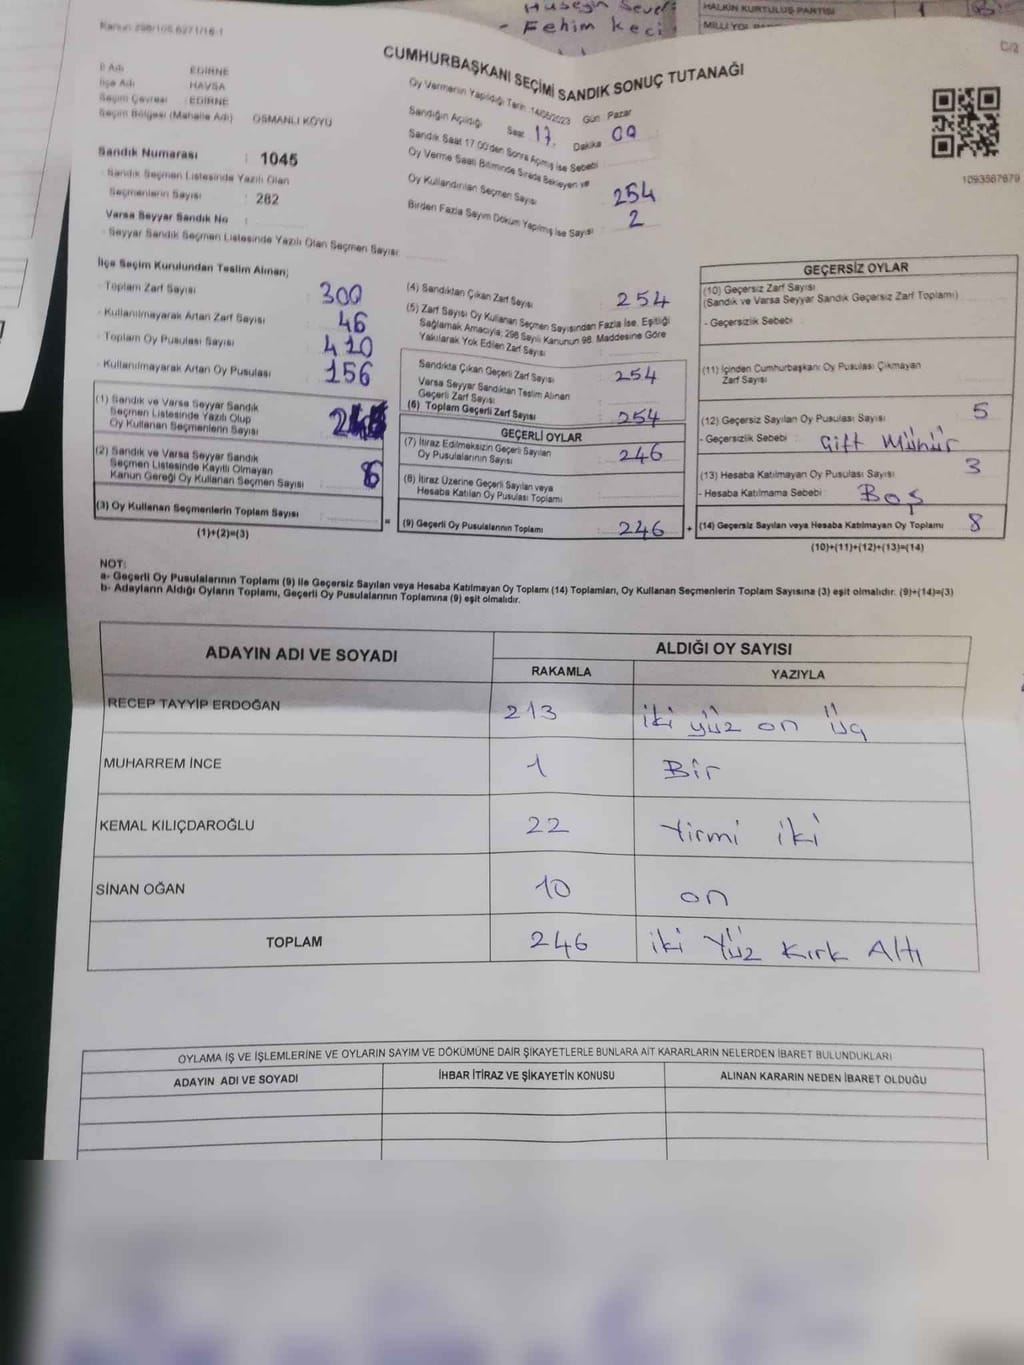 Hüseyin
- Fehim Keci
HALKIN KURTULUŞ PARTİSİ 1
MİLLİ YOL
C/2
CUMHURBAŞKANI SEÇİMİ SANDIK SONUÇ TUTANAĞI
İl Adı EDİRNE
İlçe Adı HAVSA
Seçim Çevresi : EDİRNE
Seçim Bölgesi (Mahalle Adı) OSMANLI KÖYÜ
Sandık Numarası : 1045
Sandık Seçmen Listesinde Yazılı Olan
Seçmenlerin Sayısı : 282
Varsa Seyyar Sandık No :
Seyyar Sandık Seçmen Listesinde Yazılı Olan Seçmen Sayısı:
Oy Vermenin Yapıldığı Tarih: 14/05/2023 Gün: Pazar
Sandığın Açıldığı Saat 17. Dakika 00
Sandık Saat 17.00'den Sonra Açılmış İse Sebebi
Oy Verme Saati Bitiminde Sırada Bekleyen ve
Oy Kullandırılan Seçmen Sayısı 254
Birden Fazla Sayım Döküm Yapılmış İse Sayısı : 2
1093587679
İlçe Seçim Kurulundan Teslim Alınan;
- Toplam Zarf Sayısı 300
- Kullanılmayarak Artan Zarf Sayısı 46
- Toplam Oy Pusulası Sayısı 410
- Kullanılmayarak Artan Oy Pusulası 156
(1) Sandık ve Varsa Seyyar Sandık
Seçmen Listesinde Yazılı Olup
Oy Kullanan Seçmenlerin Sayısı
(2) Sandık ve Varsa Seyyar Sandık
Seçmen Listesinde Kayıtlı Olmayan
Kanun Gereği Oy Kullanan Seçmen Sayısı
(3) Oy Kullanan Seçmenlerin Toplam Sayısı : =
(1)+(2)=(3)
(4) Sandıktan Çıkan Zarf Sayısı : 254
(5) Zarf Sayısı Oy Kullanan Seçmen Sayısından Fazla İse, Eşitliği
Sağlamak Amacıyla; 298 Sayılı Kanunun 98. Maddesine Göre
Yakılarak Yok Edilen Zarf Sayısı :
Sandıkta Çıkan Geçerli Zarf Sayısı : 254
Varsa Seyyar Sandıktan Teslim Alınan
Geçerli Zarf Sayısı
(6) Toplam Geçerli Zarf Sayısı : 254
GEÇERLİ OYLAR
(7) İtiraz Edilmeksizin Geçerli Sayılan
Oy Pusulasının Sayısı : 246
(8) İtiraz Üzerine Geçerli Sayılan veya
Hesaba Katılan Oy Pusulası Toplamı
(9) Geçerli Oy Pusulalarının Toplamı : 246 +
GEÇERSİZ OYLAR
(10) Geçersiz Zarf Sayısı
(Sandık ve Varsa Seyyar Sandık Geçersiz Zarf Toplamı)
- Geçersizlik Sebebi :
(11) İçinden Cumhurbaşkanı Oy Pusulası Çıkmayan
Zarf Sayısı
(12) Geçersiz Sayılan Oy Pusulası Sayısı : 5
- Geçersizlik Sebebi : Gift Mühür
(13) Hesaba Katılmayan Oy Pusulası Sayısı 3
- Hesaba Katılmama Sebebi : Boş
(14) Geçersiz Sayılan veya Hesaba Katılmayan Oy Toplamı 8
(10)+(11)+(12)+(13)=(14)
NOT:
a- Geçerli Oy Pusulalarının Toplamı (9) ile Geçersiz Sayılan veya Hesaba Katılmayan Oy Toplamı (14) Toplamları, Oy Kullanan Seçmenlerin Toplam Sayısına (3) eşit olmalıdır. (9)+(14)=(3)
b- Adayların Aldığı Oyların Toplamı, Geçerli Oy Pusulalarının Toplamına (9) eşit olmalıdır.
ADAYIN ADI VE SOYADI ALDIĞI OY SAYISI
RAKAMLA YAZIYLA
RECEP TAYYİP ERDOĞAN 213 iki yüz on üç
MUHARREM İNCE 1 Bir
KEMAL KILIÇDAROĞLU 22 Yirmi iki
SİNAN OĞAN 10 on
TOPLAM 246 iki Yüz Kırk Altı
OYLAMA İŞ VE İŞLEMLERİNE VE OYLARIN SAYIM VE DÖKÜMÜNE DAİR ŞİKAYETLERLE BUNLARA AİT KARARLARIN NELERDEN İBARET BULUNDUKLARI
ADAYIN ADI VE SOYADI İHBAR İTİRAZ VE ŞİKAYETİN KONUSU ALINAN KARARIN NEDEN İBARET OLDUĞU